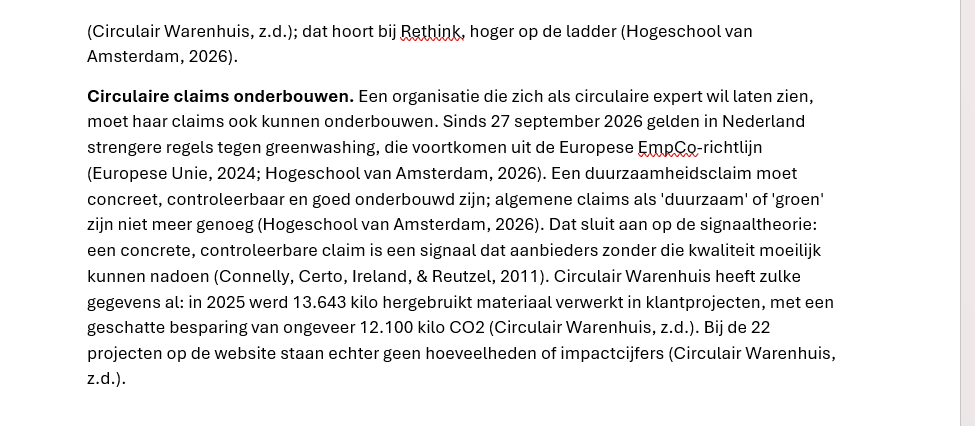 (Circulair Warenhuis, z.d.); dat hoort bij Rethink, hoger op de ladder (Hogeschool van
Amsterdam, 2026).
Circulaire claims onderbouwen. Een organisatie die zich als circulaire expert wil laten zien,
moet haar claims ook kunnen onderbouwen. Sinds 27 september 2026 gelden in Nederland
strengere regels tegen greenwashing, die voortkomen uit de Europese EmpCo-richtlijn
(Europese Unie, 2024; Hogeschool van Amsterdam, 2026). Een duurzaamheidsclaim moet
concreet, controleerbaar en goed onderbouwd zijn; algemene claims als 'duurzaam' of 'groen'
zijn niet meer genoeg (Hogeschool van Amsterdam, 2026). Dat sluit aan op de signaaltheorie:
een concrete, controleerbare claim is een signaal dat aanbieders zonder die kwaliteit moeilijk
kunnen nadoen (Connelly, Certo, Ireland, & Reutzel, 2011). Circulair Warenhuis heeft zulke
gegevens al: in 2025 werd 13.643 kilo hergebruikt materiaal verwerkt in klantprojecten, met een
geschatte besparing van ongeveer 12.100 kilo CO2 (Circulair Warenhuis, z.d.). Bij de 22
projecten op de website staan echter geen hoeveelheden of impactcijfers (Circulair Warenhuis,
z.d.).